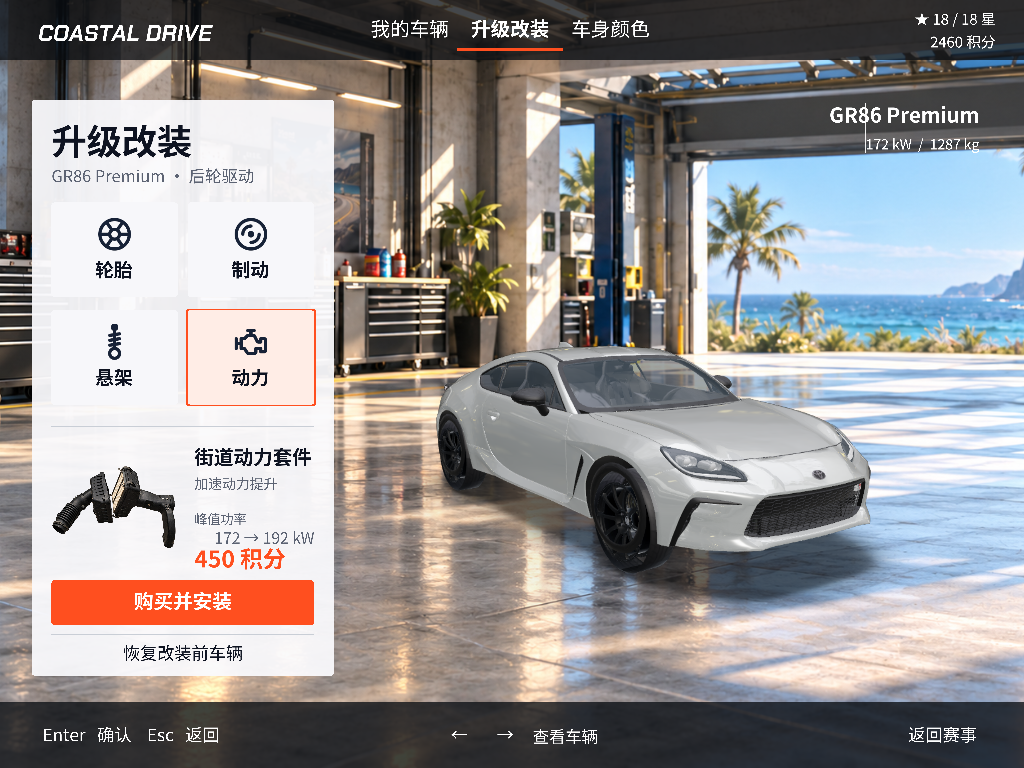 COASTAL DRIVE
我的车辆 升级改装 车身颜色
★ 18 / 18 星
2460 积分
GR86 Premium
172 kW / 1287 kg
升级改装
GR86 Premium · 后轮驱动
轮胎 制动
悬架 动力
街道动力套件
加速动力提升
峰值功率
172 → 192 kW
450 积分
购买并安装
恢复改装前车辆
Enter 确认 Esc 返回
← → 查看车辆
返回赛事